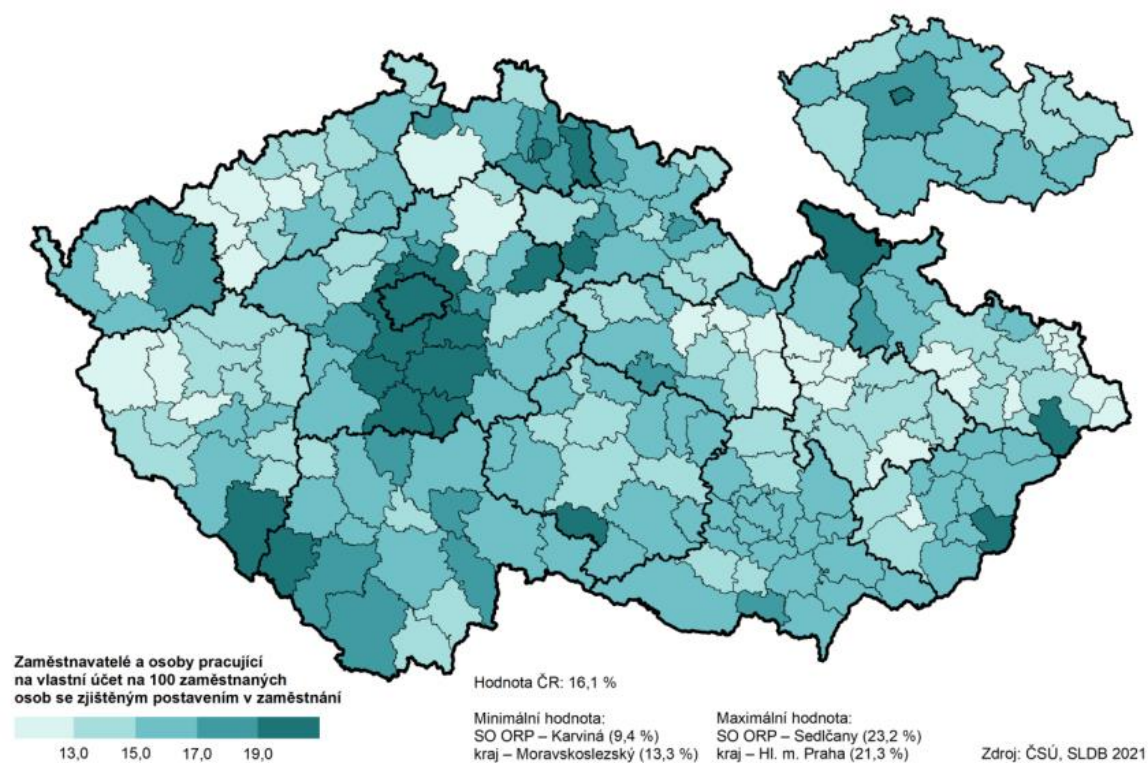 Zaměstnavatelé a osoby pracující
na vlastní účet na 100 zaměstnaných
osob se zjištěným postavením v zaměstnání
13,0 15,0 17,0 19,0
Hodnota ČR: 16,1 %
Minimální hodnota:
SO ORP – Karviná (9,4 %)
kraj – Moravskoslezský (13,3 %)
Maximální hodnota:
SO ORP – Sedlčany (23,2 %)
kraj – Hl. m. Praha (21,3 %)
Zdroj: ČSÚ, SLDB 2021